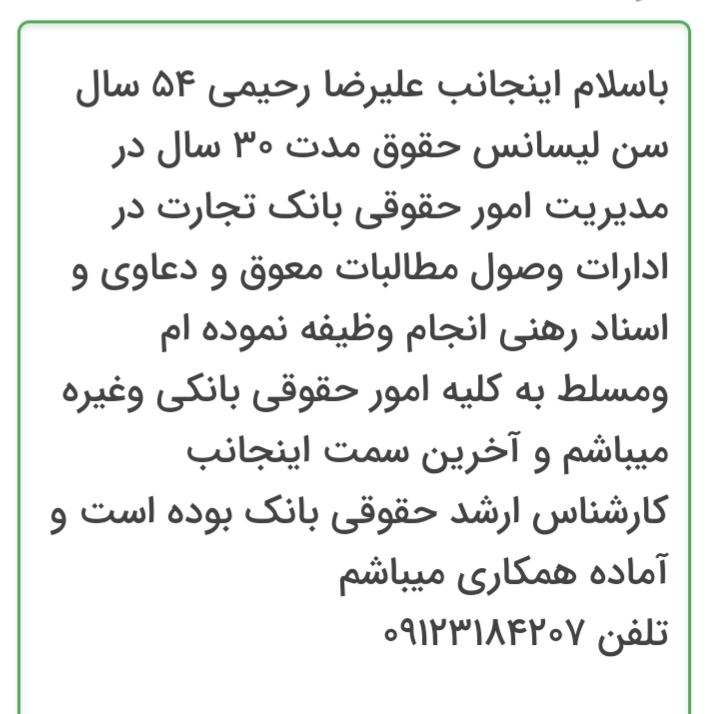 باسلام اینجانب علیرضا رحیمی ۵۴ سال
سن لیسانس حقوق مدت ۳۰ سال در
مدیریت امور حقوقی بانک تجارت در
ادارات وصول مطالبات معوق و دعاوی و
اسناد رهنی انجام وظیفه نموده ام
ومسلط به کلیه امور حقوقی بانکی وغیره
میباشم و آخرین سمت اینجانب
کارشناس ارشد حقوقی بانک بوده است و
آماده همکاری میباشم
تلفن ۰۹۱۲۳۱۸۴۲۰۷